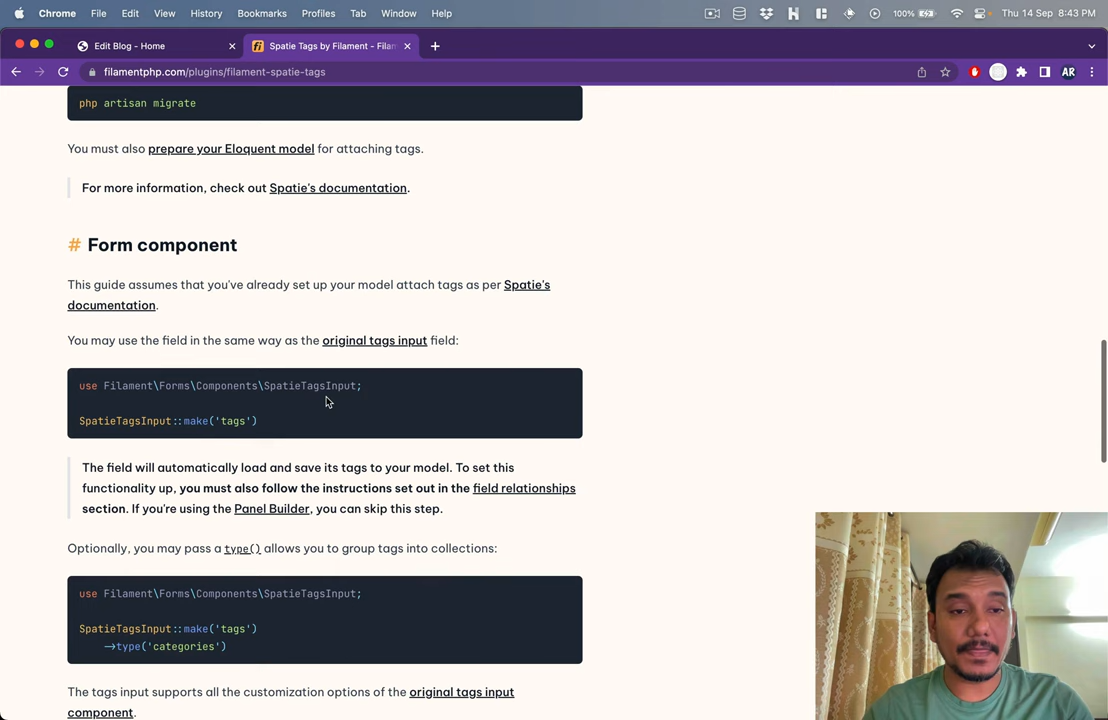 Chrome File Edit View History Bookmarks Profiles Tab Window Help 100% Thu 14 Sep 8:43 PM
Edit Blog - Home
Spatie Tags by Filament - Filam
filamentphp.com/plugins/filament-spatie-tags
AR
php artisan migrate
You must also prepare your Eloquent model for attaching tags.
For more information, check out Spatie's documentation.
# Form component
This guide assumes that you've already set up your model attach tags as per Spatie's
documentation.
You may use the field in the same way as the original tags input field:
use Filament\Forms\Components\SpatieTagsInput;
SpatieTagsInput::make('tags')
The field will automatically load and save its tags to your model. To set this
functionality up, you must also follow the instructions set out in the field relationships
section. If you're using the Panel Builder, you can skip this step.
Optionally, you may pass a type() allows you to group tags into collections:
use Filament\Forms\Components\SpatieTagsInput;
SpatieTagsInput::make('tags')
->type('categories')
The tags input supports all the customization options of the original tags input
component.